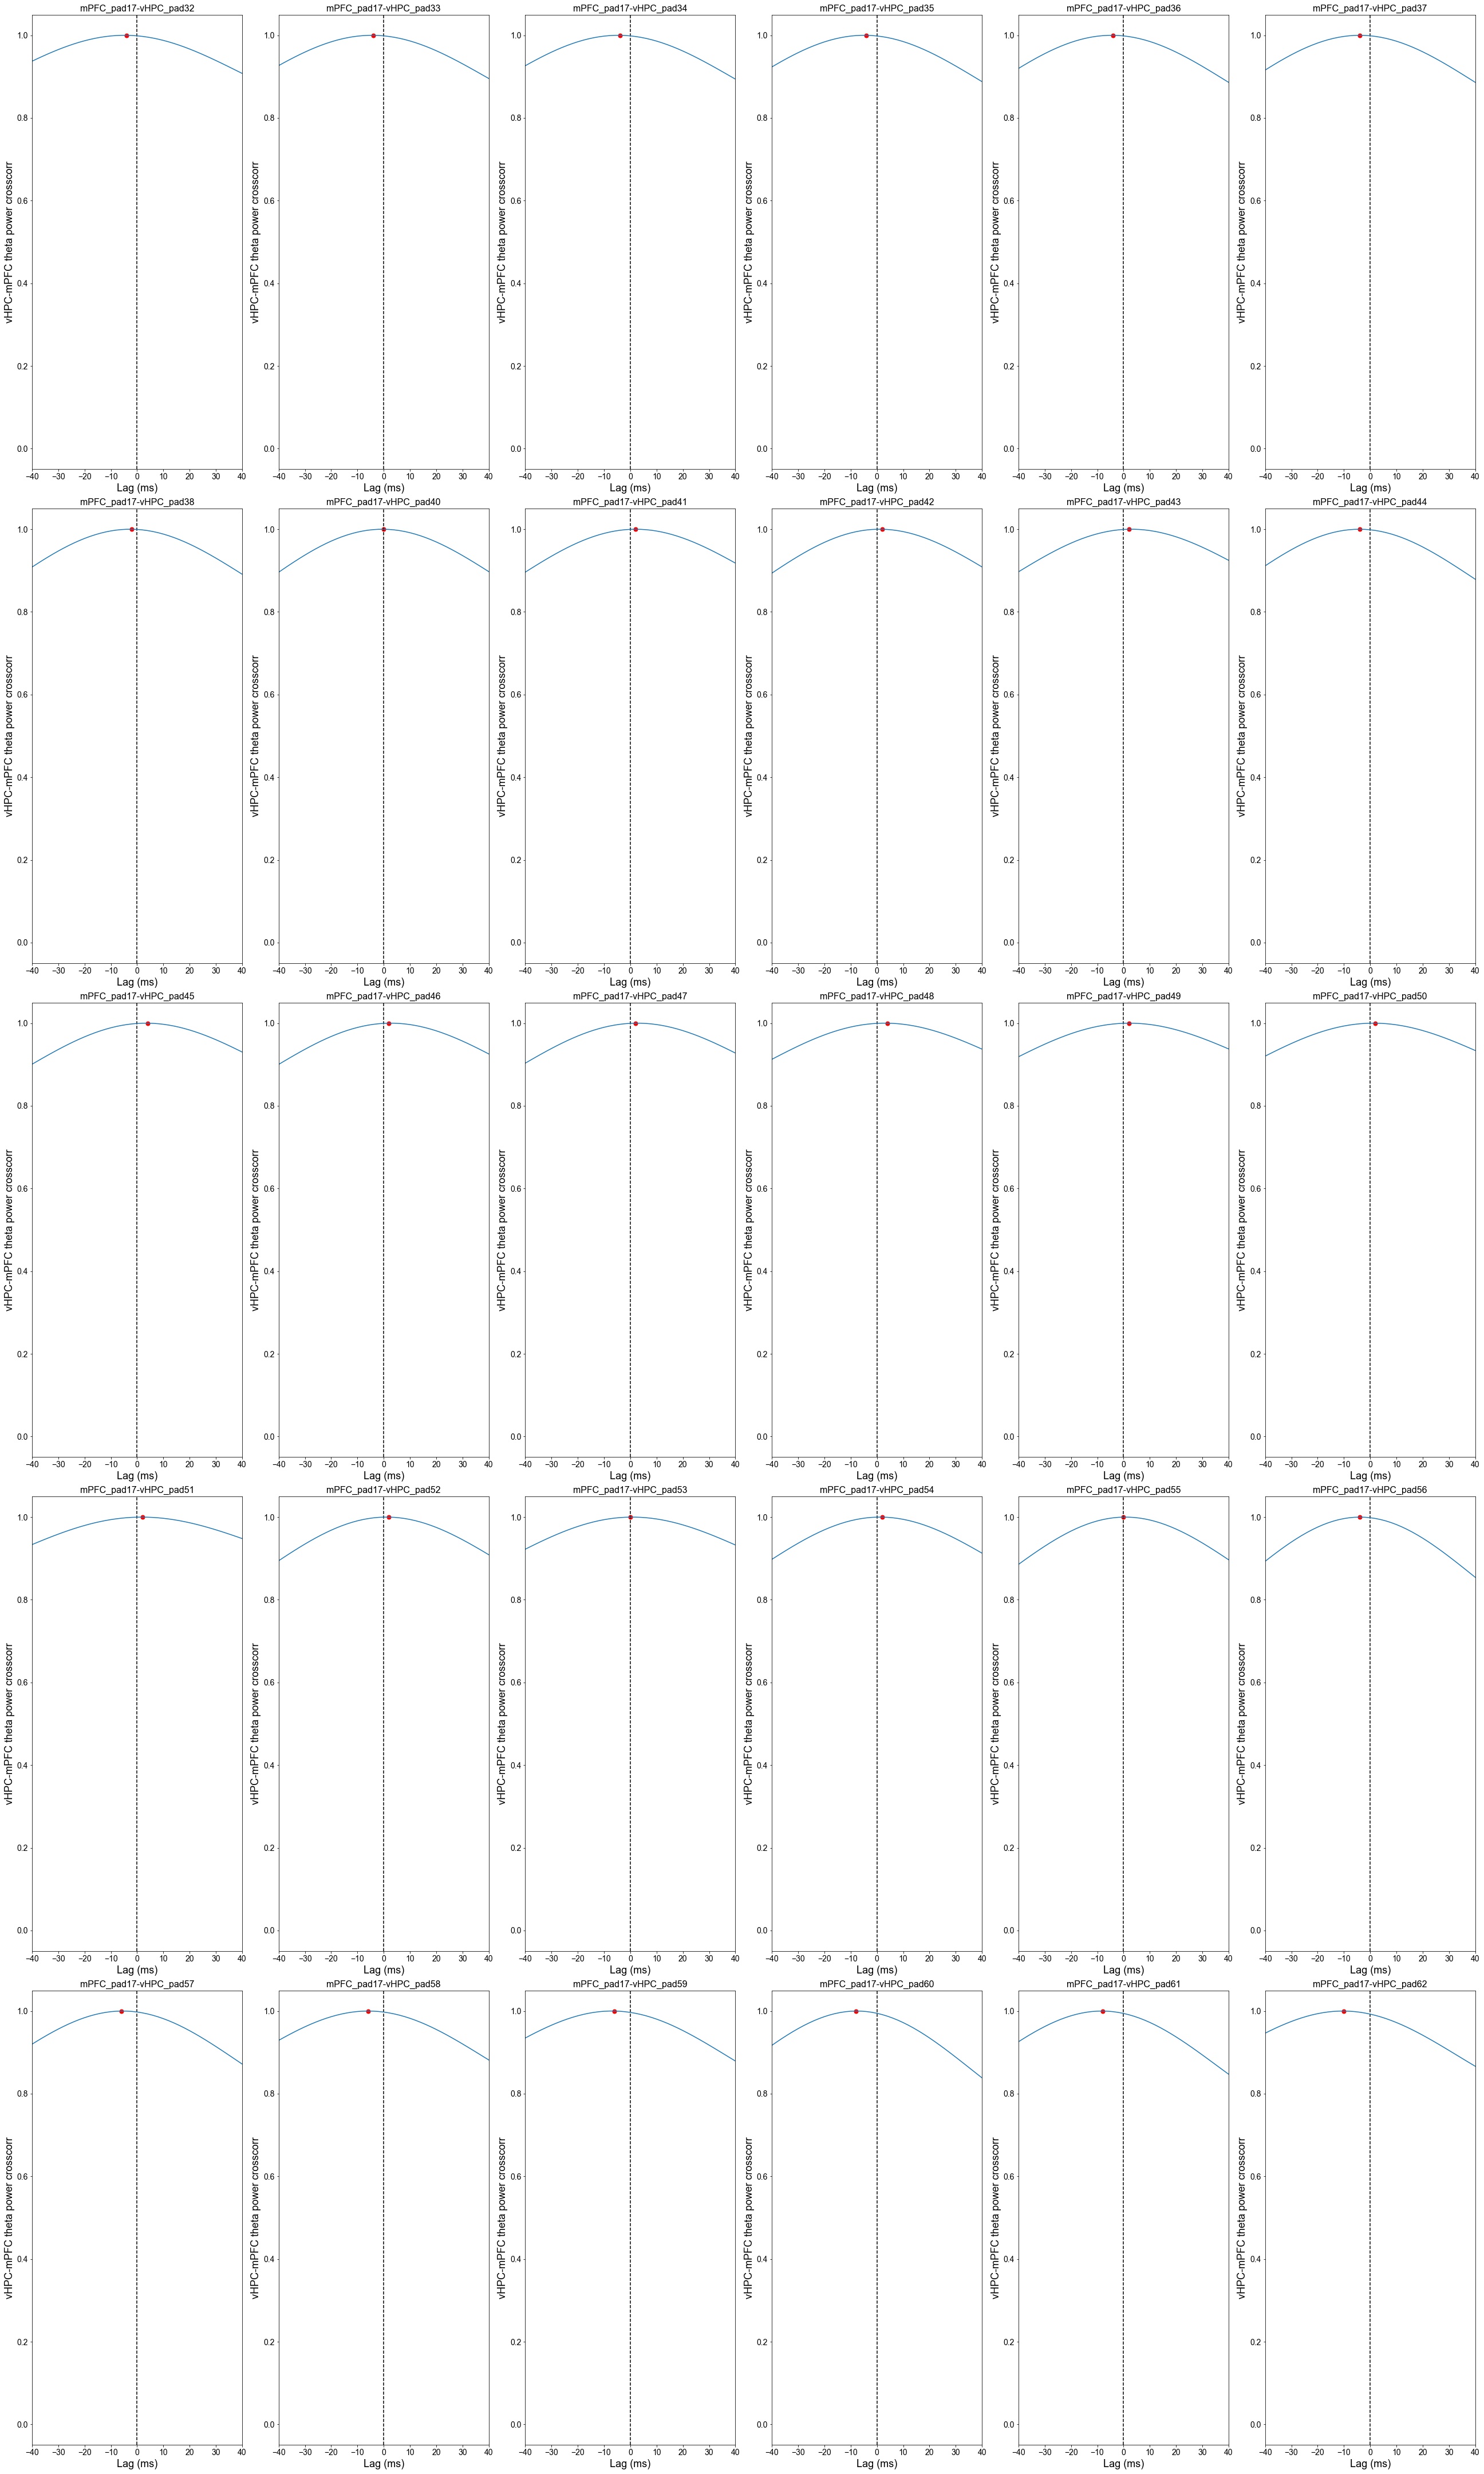 mPFC_pad17-vHPC_pad32 mPFC_pad17-vHPC_pad33 mPFC_pad17-vHPC_pad34 mPFC_pad17-vHPC_pad35 mPFC_pad17-vHPC_pad36 mPFC_pad17-vHPC_pad37
1.0 1.0 1.0 1.0 1.0 1.0
0.8 0.8 0.8 0.8 0.8 0.8
vHPC-mPFC theta power crosscorr vHPC-mPFC theta power crosscorr vHPC-mPFC theta power crosscorr vHPC-mPFC theta power crosscorr vHPC-mPFC theta power crosscorr vHPC-mPFC theta power crosscorr
0.6 0.6 0.6 0.6 0.6 0.6
0.4 0.4 0.4 0.4 0.4 0.4
0.2 0.2 0.2 0.2 0.2 0.2
0.0 0.0 0.0 0.0 0.0 0.0
−40 −30 −20 −10 0 10 20 30 40 −40 −30 −20 −10 0 10 20 30 40 −40 −30 −20 −10 0 10 20 30 40 −40 −30 −20 −10 0 10 20 30 40 −40 −30 −20 −10 0 10 20 30 40 −40 −30 −20 −10 0 10 20 30 40
Lag (ms) Lag (ms) Lag (ms) Lag (ms) Lag (ms) Lag (ms)
mPFC_pad17-vHPC_pad38 mPFC_pad17-vHPC_pad40 mPFC_pad17-vHPC_pad41 mPFC_pad17-vHPC_pad42 mPFC_pad17-vHPC_pad43 mPFC_pad17-vHPC_pad44
1.0 1.0 1.0 1.0 1.0 1.0
0.8 0.8 0.8 0.8 0.8 0.8
vHPC-mPFC theta power crosscorr vHPC-mPFC theta power crosscorr vHPC-mPFC theta power crosscorr vHPC-mPFC theta power crosscorr vHPC-mPFC theta power crosscorr vHPC-mPFC theta power crosscorr
0.6 0.6 0.6 0.6 0.6 0.6
0.4 0.4 0.4 0.4 0.4 0.4
0.2 0.2 0.2 0.2 0.2 0.2
0.0 0.0 0.0 0.0 0.0 0.0
−40 −30 −20 −10 0 10 20 30 40 −40 −30 −20 −10 0 10 20 30 40 −40 −30 −20 −10 0 10 20 30 40 −40 −30 −20 −10 0 10 20 30 40 −40 −30 −20 −10 0 10 20 30 40 −40 −30 −20 −10 0 10 20 30 40
Lag (ms) Lag (ms) Lag (ms) Lag (ms) Lag (ms) Lag (ms)
mPFC_pad17-vHPC_pad45 mPFC_pad17-vHPC_pad46 mPFC_pad17-vHPC_pad47 mPFC_pad17-vHPC_pad48 mPFC_pad17-vHPC_pad49 mPFC_pad17-vHPC_pad50
1.0 1.0 1.0 1.0 1.0 1.0
0.8 0.8 0.8 0.8 0.8 0.8
vHPC-mPFC theta power crosscorr vHPC-mPFC theta power crosscorr vHPC-mPFC theta power crosscorr vHPC-mPFC theta power crosscorr vHPC-mPFC theta power crosscorr vHPC-mPFC theta power crosscorr
0.6 0.6 0.6 0.6 0.6 0.6
0.4 0.4 0.4 0.4 0.4 0.4
0.2 0.2 0.2 0.2 0.2 0.2
0.0 0.0 0.0 0.0 0.0 0.0
−40 −30 −20 −10 0 10 20 30 40 −40 −30 −20 −10 0 10 20 30 40 −40 −30 −20 −10 0 10 20 30 40 −40 −30 −20 −10 0 10 20 30 40 −40 −30 −20 −10 0 10 20 30 40 −40 −30 −20 −10 0 10 20 30 40
Lag (ms) Lag (ms) Lag (ms) Lag (ms) Lag (ms) Lag (ms)
mPFC_pad17-vHPC_pad51 mPFC_pad17-vHPC_pad52 mPFC_pad17-vHPC_pad53 mPFC_pad17-vHPC_pad54 mPFC_pad17-vHPC_pad55 mPFC_pad17-vHPC_pad56
1.0 1.0 1.0 1.0 1.0 1.0
0.8 0.8 0.8 0.8 0.8 0.8
vHPC-mPFC theta power crosscorr vHPC-mPFC theta power crosscorr vHPC-mPFC theta power crosscorr vHPC-mPFC theta power crosscorr vHPC-mPFC theta power crosscorr vHPC-mPFC theta power crosscorr
0.6 0.6 0.6 0.6 0.6 0.6
0.4 0.4 0.4 0.4 0.4 0.4
0.2 0.2 0.2 0.2 0.2 0.2
0.0 0.0 0.0 0.0 0.0 0.0
−40 −30 −20 −10 0 10 20 30 40 −40 −30 −20 −10 0 10 20 30 40 −40 −30 −20 −10 0 10 20 30 40 −40 −30 −20 −10 0 10 20 30 40 −40 −30 −20 −10 0 10 20 30 40 −40 −30 −20 −10 0 10 20 30 40
Lag (ms) Lag (ms) Lag (ms) Lag (ms) Lag (ms) Lag (ms)
mPFC_pad17-vHPC_pad57 mPFC_pad17-vHPC_pad58 mPFC_pad17-vHPC_pad59 mPFC_pad17-vHPC_pad60 mPFC_pad17-vHPC_pad61 mPFC_pad17-vHPC_pad62
1.0 1.0 1.0 1.0 1.0 1.0
0.8 0.8 0.8 0.8 0.8 0.8
vHPC-mPFC theta power crosscorr vHPC-mPFC theta power crosscorr vHPC-mPFC theta power crosscorr vHPC-mPFC theta power crosscorr vHPC-mPFC theta power crosscorr vHPC-mPFC theta power crosscorr
0.6 0.6 0.6 0.6 0.6 0.6
0.4 0.4 0.4 0.4 0.4 0.4
0.2 0.2 0.2 0.2 0.2 0.2
0.0 0.0 0.0 0.0 0.0 0.0
−40 −30 −20 −10 0 10 20 30 40 −40 −30 −20 −10 0 10 20 30 40 −40 −30 −20 −10 0 10 20 30 40 −40 −30 −20 −10 0 10 20 30 40 −40 −30 −20 −10 0 10 20 30 40 −40 −30 −20 −10 0 10 20 30 40
Lag (ms) Lag (ms) Lag (ms) Lag (ms) Lag (ms) Lag (ms)